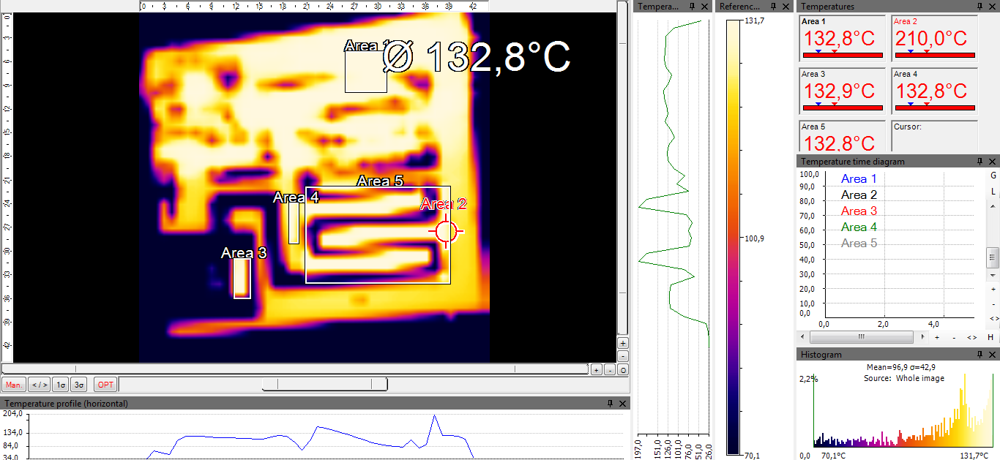 0 3 6 9 12 15 18 21 24 27 30 33 36 39 42
Tempera...
Referenc...
Temperatures
0
3
6
9
12
15
18
21
24
27
30
33
36
39
42
Area 1
Ø 132,8°C
Area 5
Area 4
Area 2
Area 3
131,7
100,9
70,1
197,0 151,0 126,0 101,0 76,0 51,0 26,0
Area 1
132,8°C
Area 2
210,0°C
Area 3
132,9°C
Area 4
132,8°C
Area 5
132,8°C
Cursor:
Temperature time diagram
100,0
90,0
80,0
70,0
60,0
50,0
40,0
30,0
20,0
10,0
0,0
Area 1
Area 2
Area 3
Area 4
Area 5
0,0 2,0 4,0
G
L
+
-
< >
+ - < > H
+
-
+ - O
Man. < / > 1σ 3σ OPT
Temperature profile (horizontal)
204,0
134,0
84,0
34,0
Histogram
Mean=96,9 σ=42,9
Source: Whole image
2,2%
0,0 70,1°C 131,7°C